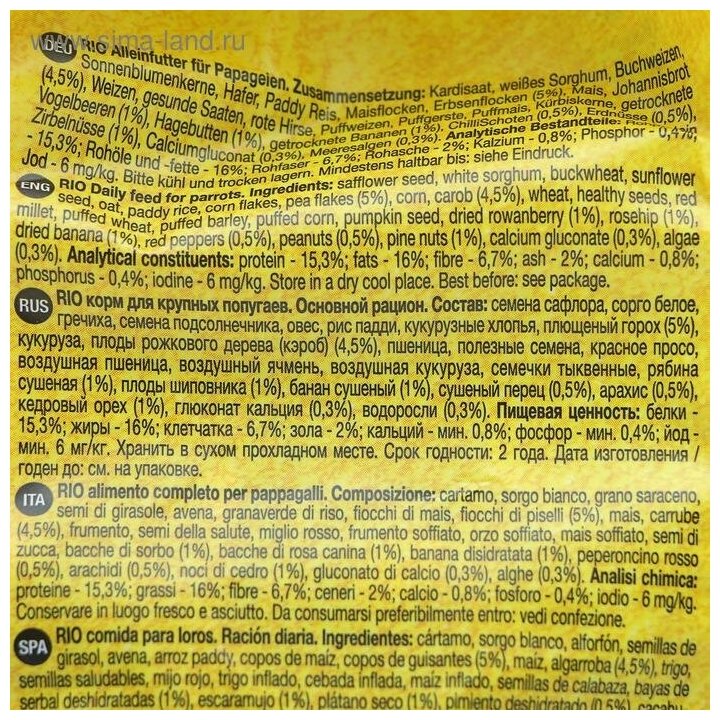 www.sima-land.ru
DEU RIO Alleinfutter für Papageien. Zusammensetzung: Kardisaat, weißes Sorghum, Buchweizen,
Sonnenblumenkerne, Hafer, Paddy Reis, Maisflocken, Erbsenflocken (5%), Mais, Johannisbrot
(4,5%), Weizen, gesunde Saaten, rote Hirse, Puffweizen, Puffgerste, Puffmais, Kürbiskerne, getrocknete
Vogelbeeren (1%), Hagebutten (1%), getrocknete Bananen (1%), ChilliSchoten (0,5%), Erdnüsse (0,5%),
Zirbelnüsse (1%), Calciumgluconat (0,3%), Meeresalgen (0,3%). Analytische Bestandteile:
- 15,3%; Rohöle und -fette - 16%; Rohfaser - 6,7%; Rohasche - 2%; Kalzium - 0,8%; Phosphor - 0,4%;
Jod - 6 mg/kg. Bitte kühl und trocken lagern. Mindestens haltbar bis: siehe Eindruck.
ENG RIO Daily feed for parrots. Ingredients: safflower seed, white sorghum, buckwheat, sunflower
seed, oat, paddy rice, corn flakes, pea flakes (5%), corn, carob (4,5%), wheat, healthy seeds, red
millet, puffed wheat, puffed barley, puffed corn, pumpkin seed, dried rowanberry (1%), rosehip (1%),
dried banana (1%), red peppers (0,5%), peanuts (0,5%), pine nuts (1%), calcium gluconate (0,3%), algae
(0,3%). Analytical constituents: protein - 15,3%; fats - 16%; fibre - 6,7%; ash - 2%; calcium - 0,8%;
phosphorus - 0,4%; iodine - 6 mg/kg. Store in a dry cool place. Best before: see package.
RUS RIO корм для крупных попугаев. Основной рацион. Состав: семена сафлора, сорго белое,
гречиха, семена подсолнечника, овес, рис падди, кукурузные хлопья, плющеный горох (5%),
кукуруза, плоды рожкового дерева (кэроб) (4,5%), пшеница, полезные семена, красное просо,
воздушная пшеница, воздушный ячмень, воздушная кукуруза, семечки тыквенные, рябина
сушеная (1%), плоды шиповника (1%), банан сушеный (1%), сушеный перец (0,5%), арахис (0,5%),
кедровый орех (1%), глюконат кальция (0,3%), водоросли (0,3%). Пищевая ценность: белки -
15,3%; жиры - 16%; клетчатка - 6,7%; зола - 2%; кальций - мин. 0,8%; фосфор - мин. 0,4%; йод -
мин. 6 мг/кг. Хранить в сухом прохладном месте. Срок годности: 2 года. Дата изготовления /
годен до: см. на упаковке.
ITA RIO alimento completo per pappagalli. Composizione: cartamo, sorgo bianco, grano saraceno,
semi di girasole, avena, granaverde di riso, fiocchi di mais, fiocchi di piselli (5%), mais, carrube
(4,5%), frumento, semi della salute, miglio rosso, frumento soffiato, orzo soffiato, mais soffiato, semi di
zucca, bacche di sorbo (1%), bacche di rosa canina (1%), banana disidratata (1%), peperoncino rosso
(0,5%), arachidi (0,5%), noci di cedro (1%), gluconato di calcio (0,3%), alghe (0,3%). Analisi chimica:
proteine - 15,3%; grassi - 16%; fibre - 6,7%; ceneri - 2%; calcio - 0,8%; fosforo - 0,4%; iodio - 6 mg/kg.
Conservare in luogo fresco e asciutto. Da consumarsi preferibilmente entro: vedi confezione.
SPA RIO comida para loros. Ración diaria. Ingredientes: cártamo, sorgo blanco, alforfón, semillas de
girasol, avena, arroz paddy, copos de maíz, copos de guisantes (5%), maíz, algarroba (4,5%), trigo,
semillas saludables, mijo rojo, trigo inflado, cebada inflada, maíz inflado, semillas de calabaza, bayas de
serbal deshidratadas (1%), escaramujo (1%), plátano seco (1%), pimiento deshidratado (0,5%),